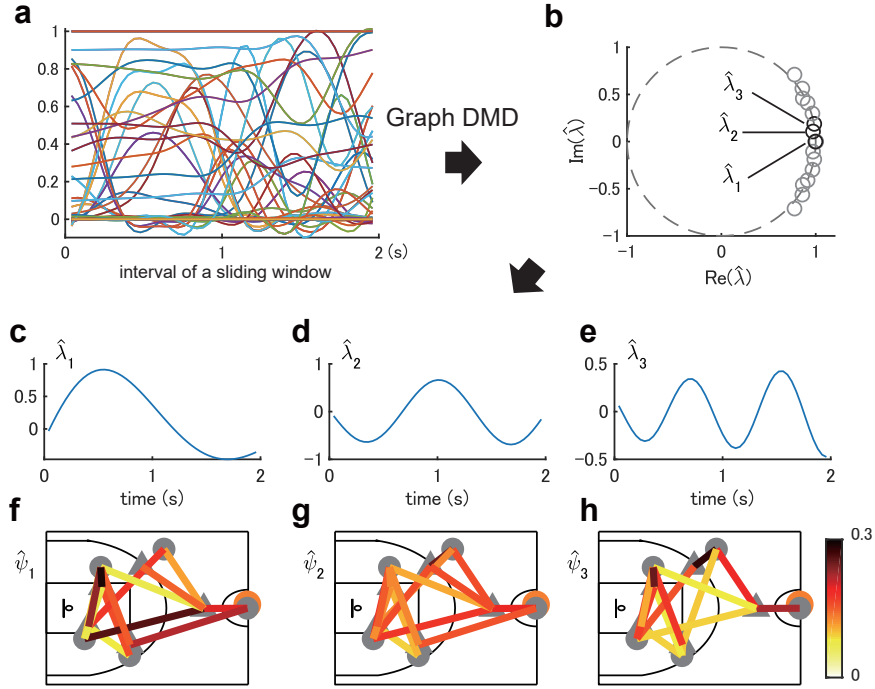 a
1
0.8
0.6
0.4
0.2
0
0
1
2 (s)
interval of a sliding window
Graph DMD
b
1
0.5
0
−0.5
−1
−1
0
1
Im(λ̂)
Re(λ̂)
λ̂₃
λ̂₂
λ̂₁
c
λ̂₁
1
0.5
0
0
1
2
time (s)
d
λ̂₂
1
0
−1
0
1
2
time (s)
e
λ̂₃
0.5
0
−0.5
0
1
2
time (s)
f
ψ̂₁
g
ψ̂₂
h
ψ̂₃
0.3
0